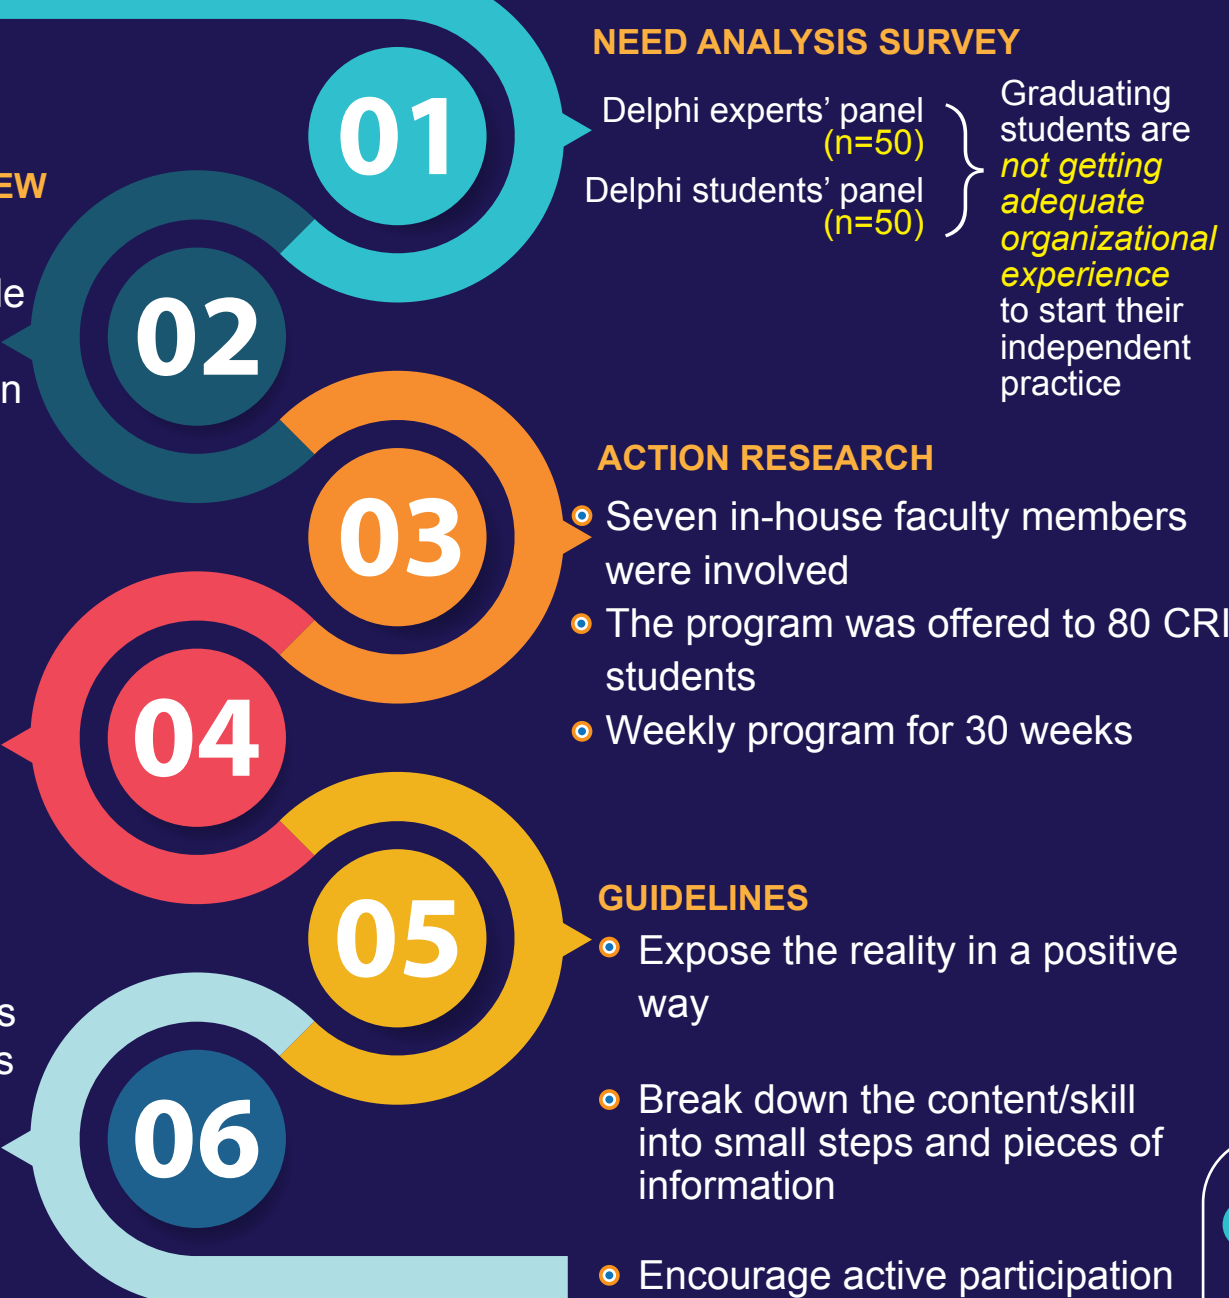 01
NEED ANALYSIS SURVEY
Delphi experts’ panel
(n=50)
Delphi students’ panel
(n=50)
Graduating
students are
not getting
adequate
organizational
experience
to start their
independent
practice
02
03
ACTION RESEARCH
Seven in-house faculty members
were involved
The program was offered to 80 CRI
students
Weekly program for 30 weeks
04
05
GUIDELINES
Expose the reality in a positive
way
Break down the content/skill
into small steps and pieces of
information
Encourage active participation
06